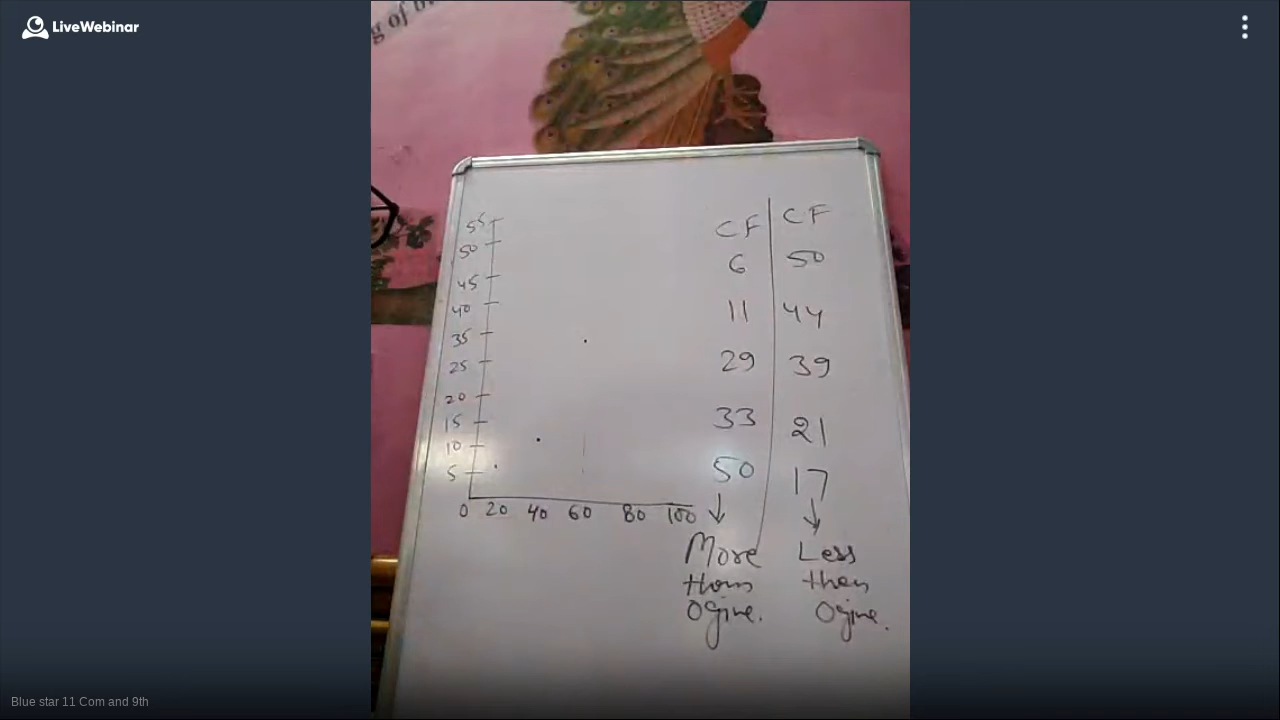 LiveWebinar
g of
CF CF
55
50
45
40
35
25
20
15
10
5
6 50
11 44
29 39
33 21
50 17
0 20 40 60 80 100
More Less
than then
Ogive. Ogive.
Blue star 11 Com and 9th